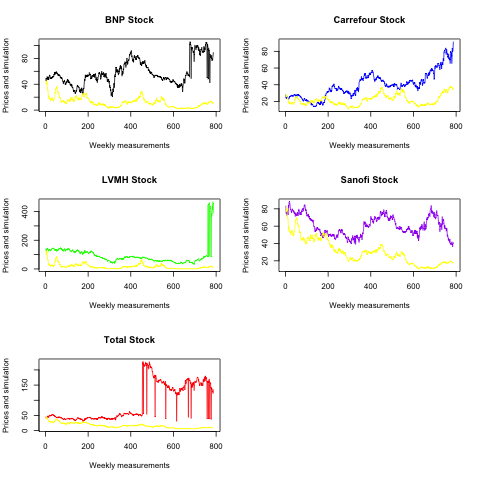 BNP Stock
Prices and simulation
0 40 80
0 200 400 600 800
Weekly measurements
Carrefour Stock
Prices and simulation
20 40 60 80
0 200 400 600 800
Weekly measurements
LVMH Stock
Prices and simulation
0 200 400
0 200 400 600 800
Weekly measurements
Sanofi Stock
Prices and simulation
20 40 60 80
0 200 400 600 800
Weekly measurements
Total Stock
Prices and simulation
0 50 150
0 200 400 600 800
Weekly measurements